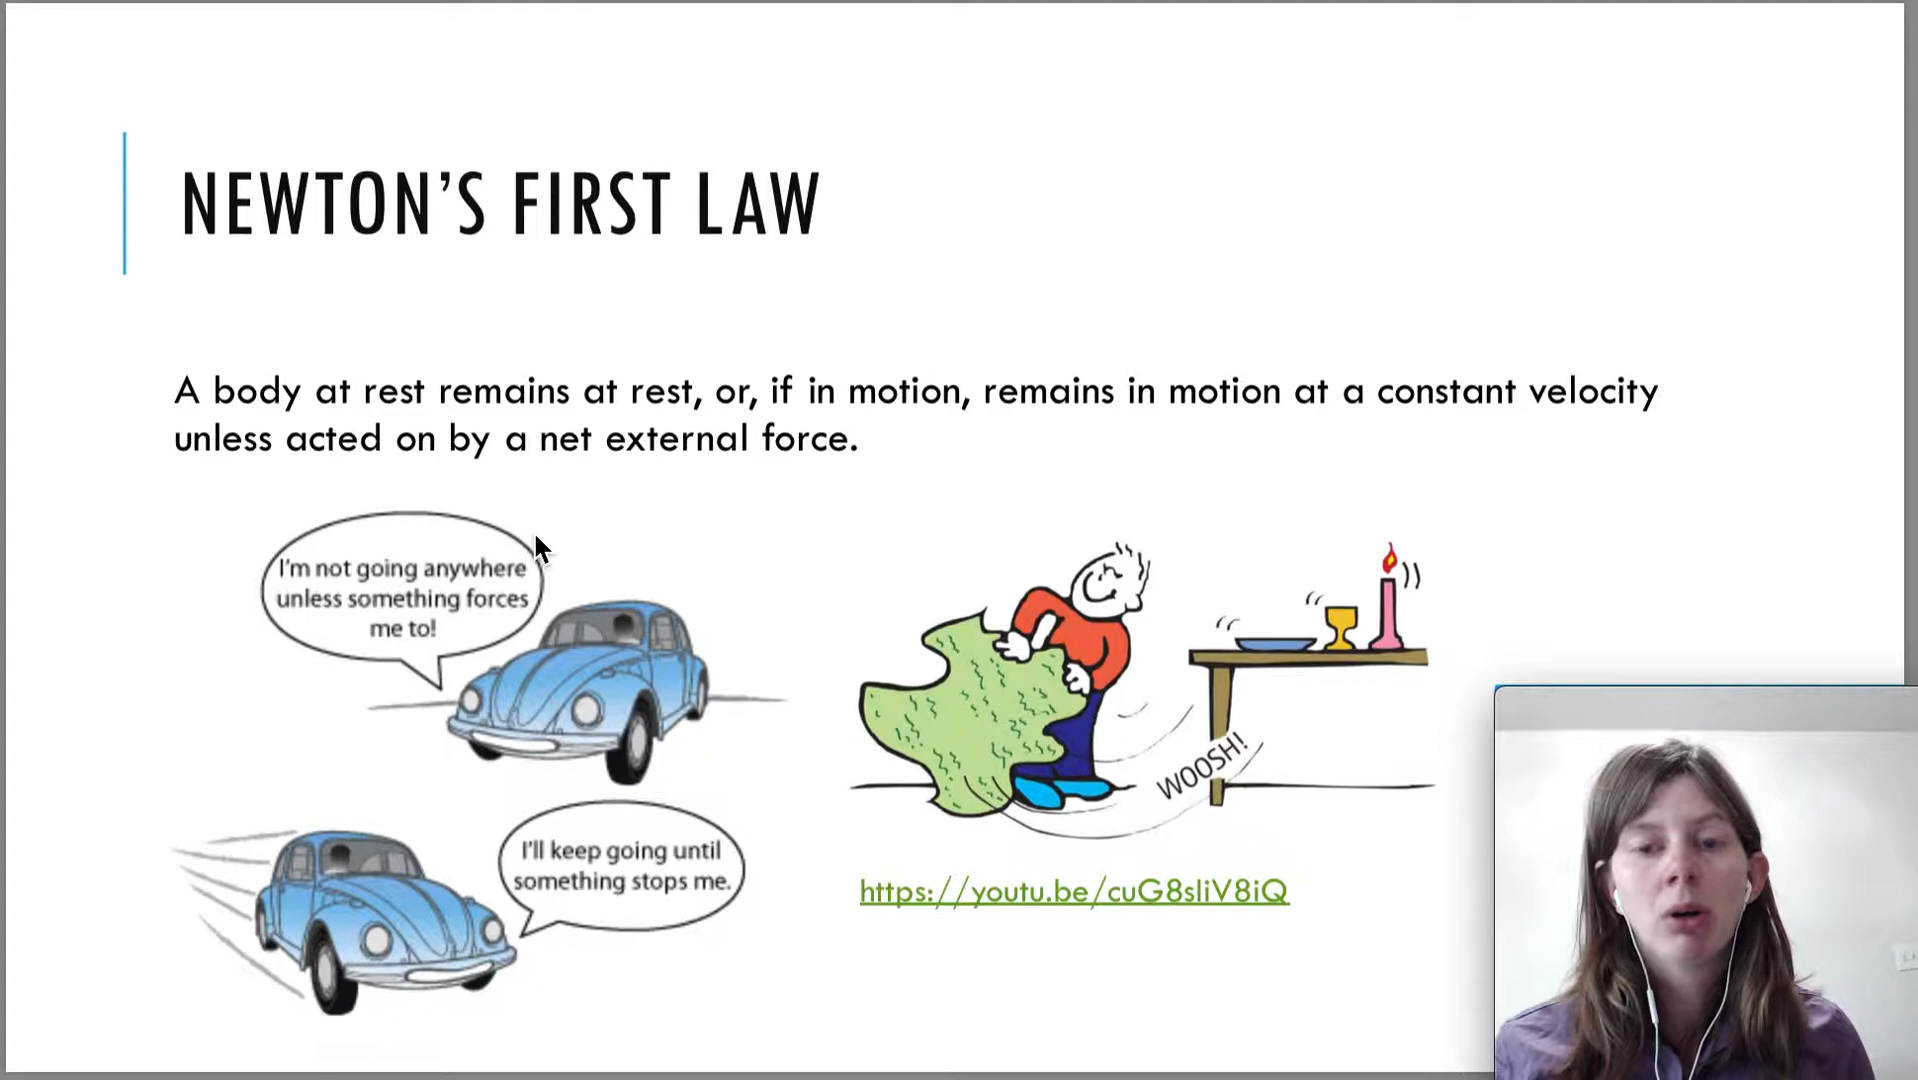 NEWTON'S FIRST LAW
A body at rest remains at rest, or, if in motion, remains in motion at a constant velocity
unless acted on by a net external force.
I'm not going anywhere
unless something forces
me to!
WOOSH!
I'll keep going until
something stops me.
https://youtu.be/cuG8sliV8iQ